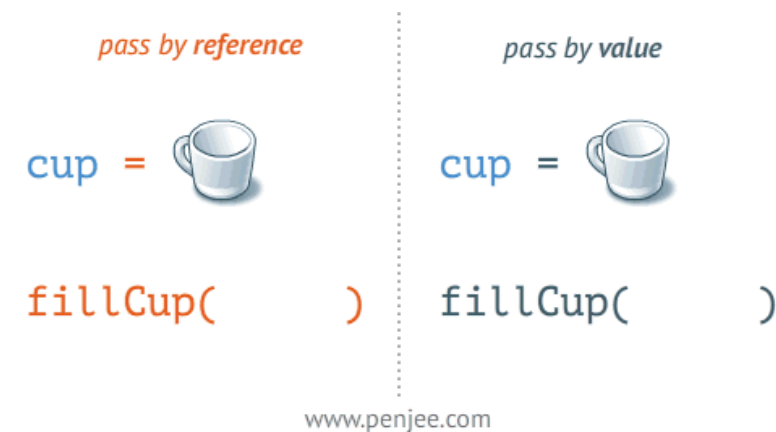 pass by reference
cup =
fillCup( )
pass by value
cup =
fillCup( )
www.penjee.com